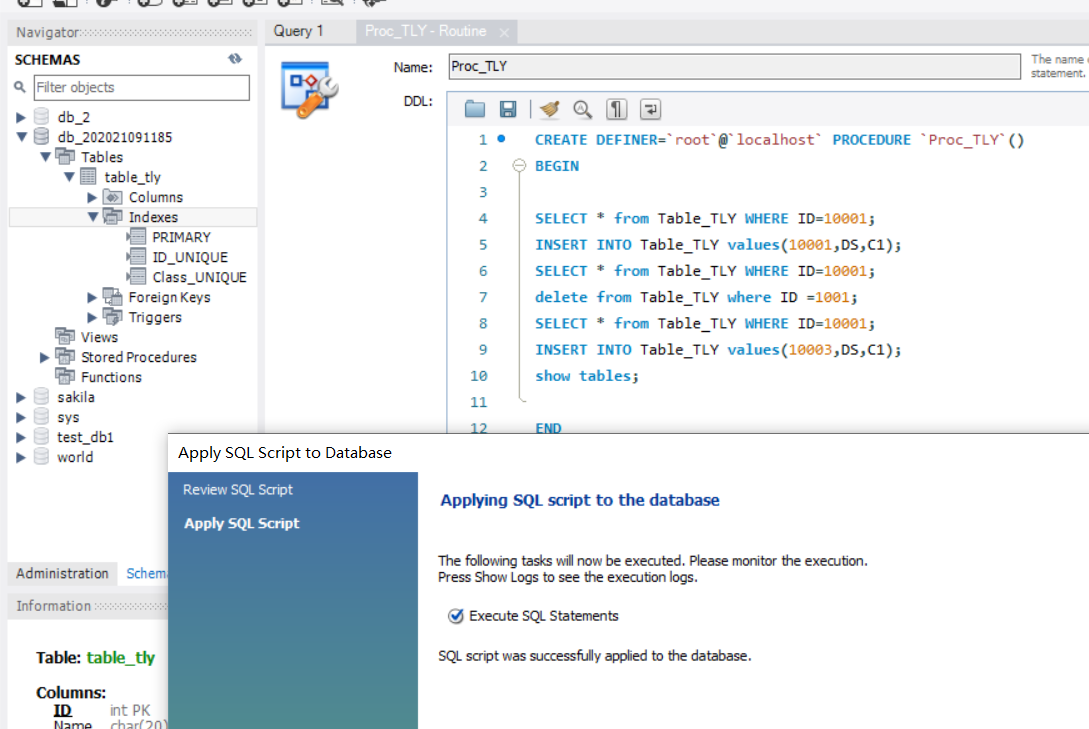 Navigator
SCHEMAS
Filter objects
db_2
db_202021091185
Tables
table_tly
Columns
Indexes
PRIMARY
ID_UNIQUE
Class_UNIQUE
Foreign Keys
Triggers
Views
Stored Procedures
Functions
sakila
sys
test_db1
world
Administration Schema
Information
Table: table_tly
Columns:
ID int PK
Name char(20)
Query 1 Proc_TLY - Routine
Name: Proc_TLY
The name
statement.
DDL:
1 CREATE DEFINER=`root`@`localhost` PROCEDURE `Proc_TLY`()
2 BEGIN
3
4 SELECT * from Table_TLY WHERE ID=10001;
5 INSERT INTO Table_TLY values(10001,DS,C1);
6 SELECT * from Table_TLY WHERE ID=10001;
7 delete from Table_TLY where ID =1001;
8 SELECT * from Table_TLY WHERE ID=10001;
9 INSERT INTO Table_TLY values(10003,DS,C1);
10 show tables;
11
12 END
Apply SQL Script to Database
Review SQL Script
Apply SQL Script
Applying SQL script to the database
The following tasks will now be executed. Please monitor the execution.
Press Show Logs to see the execution logs.
Execute SQL Statements
SQL script was successfully applied to the database.